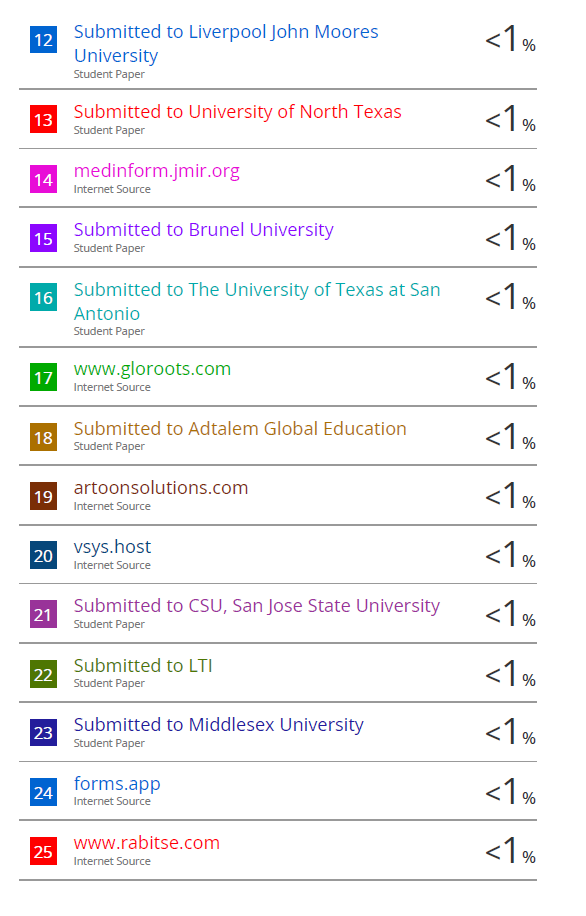 12 Submitted to Liverpool John Moores <1%
University
Student Paper
13 Submitted to University of North Texas <1%
Student Paper
14 medinform.jmir.org <1%
Internet Source
15 Submitted to Brunel University <1%
Student Paper
16 Submitted to The University of Texas at San <1%
Antonio
Student Paper
17 www.gloroots.com <1%
Internet Source
18 Submitted to Adtalem Global Education <1%
Student Paper
19 artoonsolutions.com <1%
Internet Source
20 vsys.host <1%
Internet Source
21 Submitted to CSU, San Jose State University <1%
Student Paper
22 Submitted to LTI <1%
Student Paper
23 Submitted to Middlesex University <1%
Student Paper
24 forms.app <1%
Internet Source
25 www.rabitse.com <1%
Internet Source